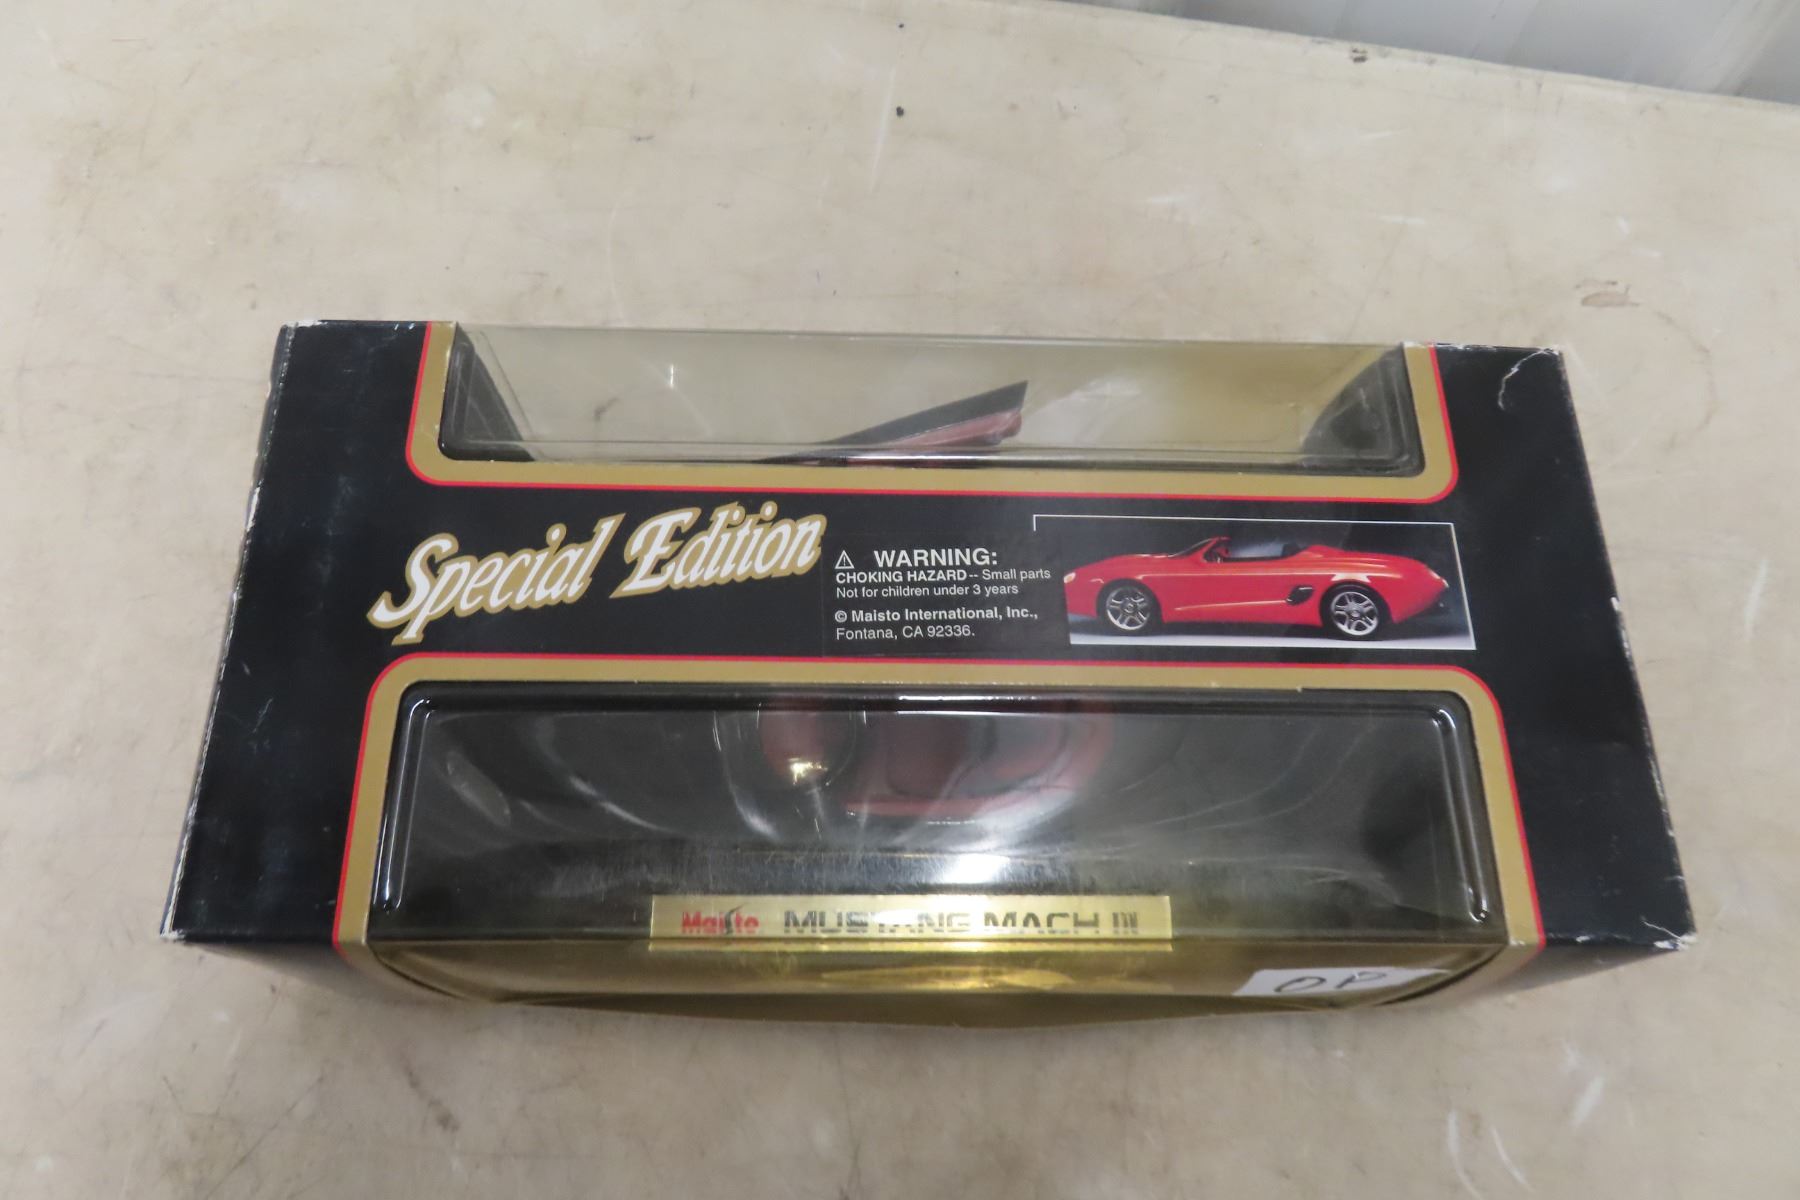 Special Edition
⚠ WARNING:
CHOKING HAZARD -- Small parts
Not for children under 3 years
© Maisto International, Inc.,
Fontana, CA 92336.
Maisto MUSTANG MACH III